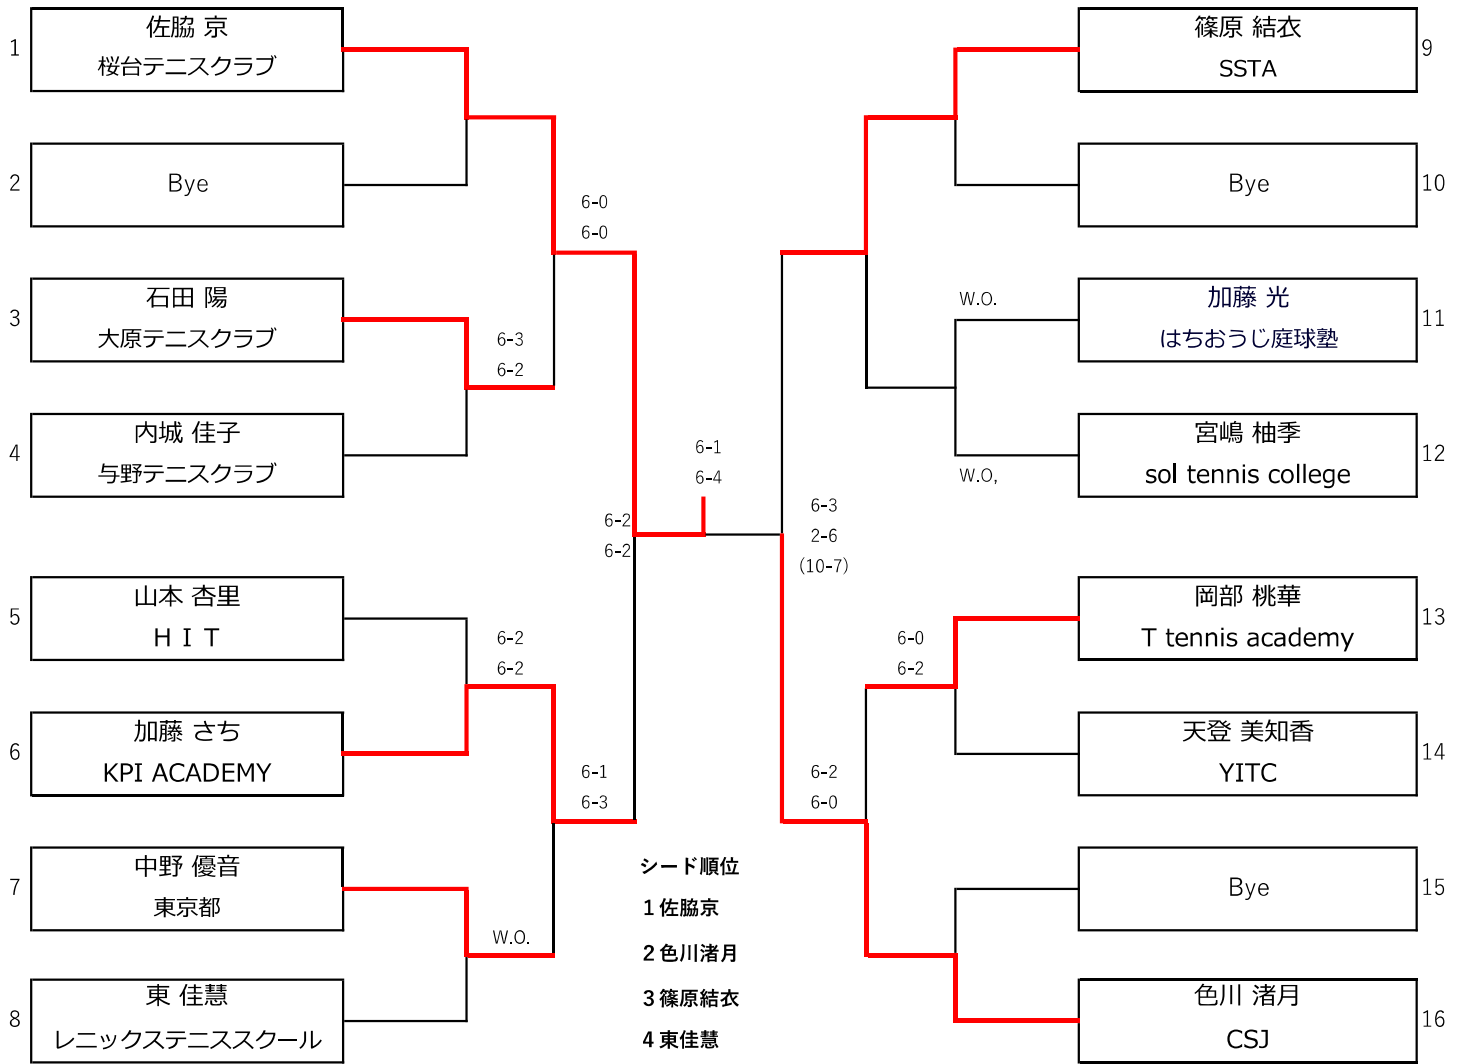 1
佐脇 京
桜台テニスクラブ
2
Bye
3
石田 陽
大原テニスクラブ
4
内城 佳子
与野テニスクラブ
5
山本 杏里
H I T
6
加藤 さち
KPI ACADEMY
7
中野 優音
東京都
8
東 佳慧
レニックステニススクール
6-3
6-2
6-2
6-2
W.O.
6-0
6-0
6-1
6-3
6-2
6-2
6-1
6-4
シード順位
1 佐脇京
2 色川渚月
3 篠原結衣
4 東佳慧
6-3
2-6
(10-7)
6-2
6-0
W.O.
W.O,
6-0
6-2
篠原 結衣
SSTA
9
Bye
10
加藤 光
はちおうじ庭球塾
11
宮嶋 柚季
sol tennis college
12
岡部 桃華
T tennis academy
13
天登 美知香
YITC
14
Bye
15
色川 渚月
CSJ
16